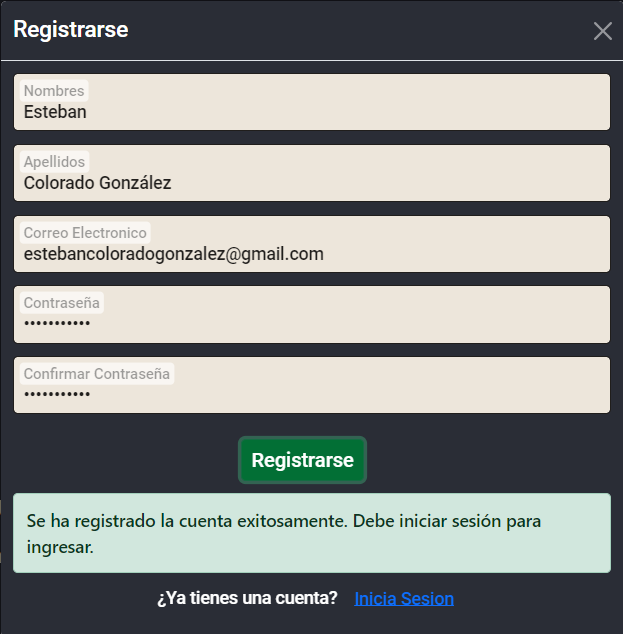 Registrarse
Nombres
Esteban
Apellidos
Colorado González
Correo Electronico
estebancoloradogonzalez@gmail.com
Contraseña
•••••••••••
Confirmar Contraseña
•••••••••••
Registrarse
Se ha registrado la cuenta exitosamente. Debe iniciar sesión para
ingresar.
¿Ya tienes una cuenta? Inicia Sesion